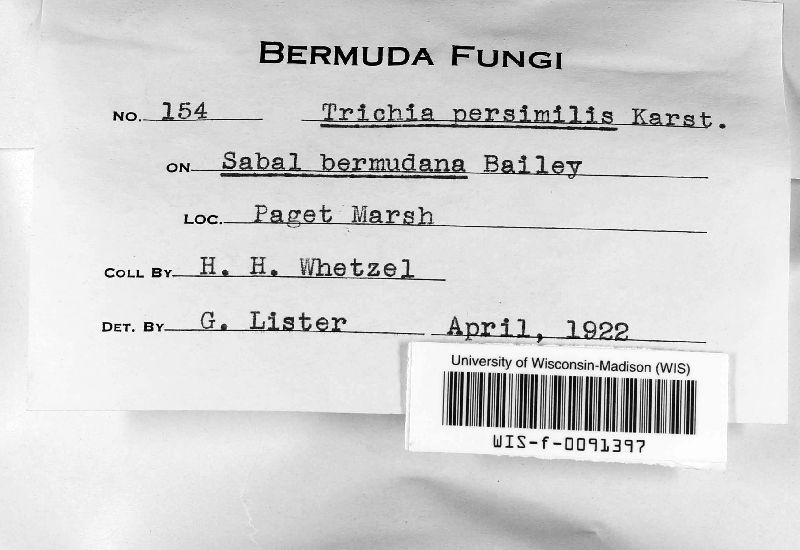 BERMUDA FUNGI
NO. 154 Trichia persimilis Karst.
ON Sabal bermudana Bailey
LOC. Paget Marsh
COLL BY H. H. Whetzel
DET. BY G. Lister April, 1922
University of Wisconsin-Madison (WIS)
WIS-f-0091397